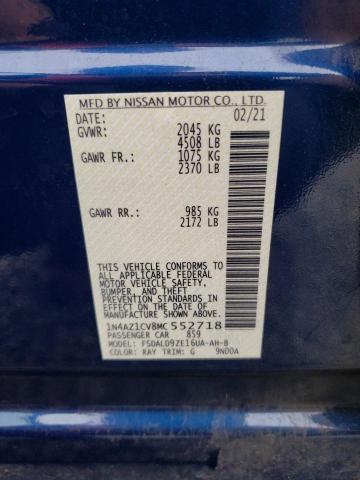 MFD BY NISSAN MOTOR CO., LTD.
DATE: 02/21
GVWR: 2045 KG
4508 LB
GAWR FR.: 1075 KG
2370 LB
GAWR RR.: 985 KG
2172 LB
THIS VEHICLE CONFORMS TO
ALL APPLICABLE FEDERAL
MOTOR VEHICLE SAFETY,
BUMPER, AND THEFT
PREVENTION STANDARDS IN
EFFECT ON THE DATE OF
MANUFACTURE SHOWN ABOVE.
1N4AZ1CV8MC552718
PASSENGER CAR 859
MODEL: FSDALD9ZE16UA-AH-B
COLOR: RAY TRIM: G 9N00A